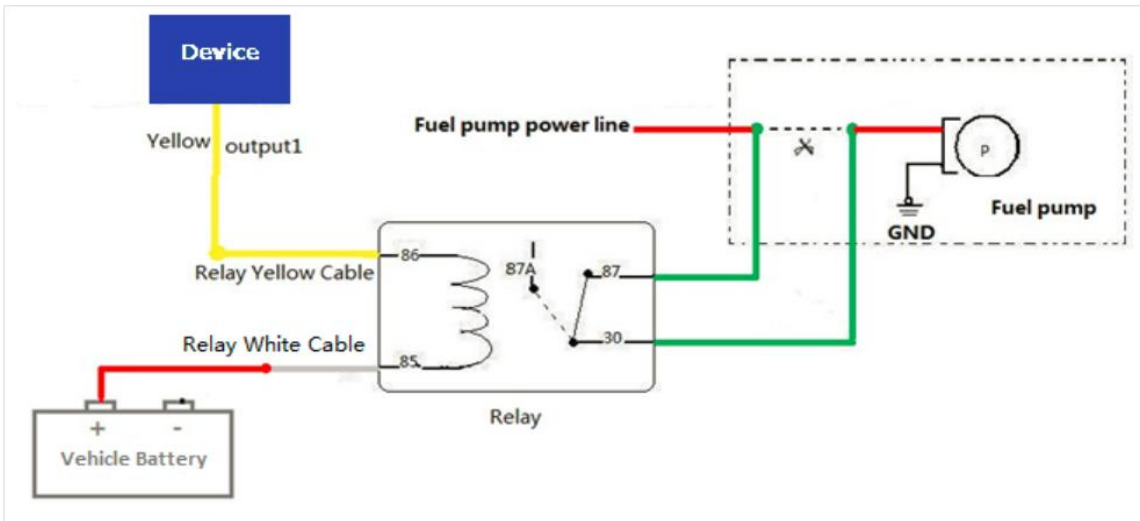 Device
Yellow
output1
Fuel pump power line
P
Fuel pump
GND
Relay Yellow Cable
86
87A
87
30
85
Relay White Cable
Relay
+
-
Vehicle Battery